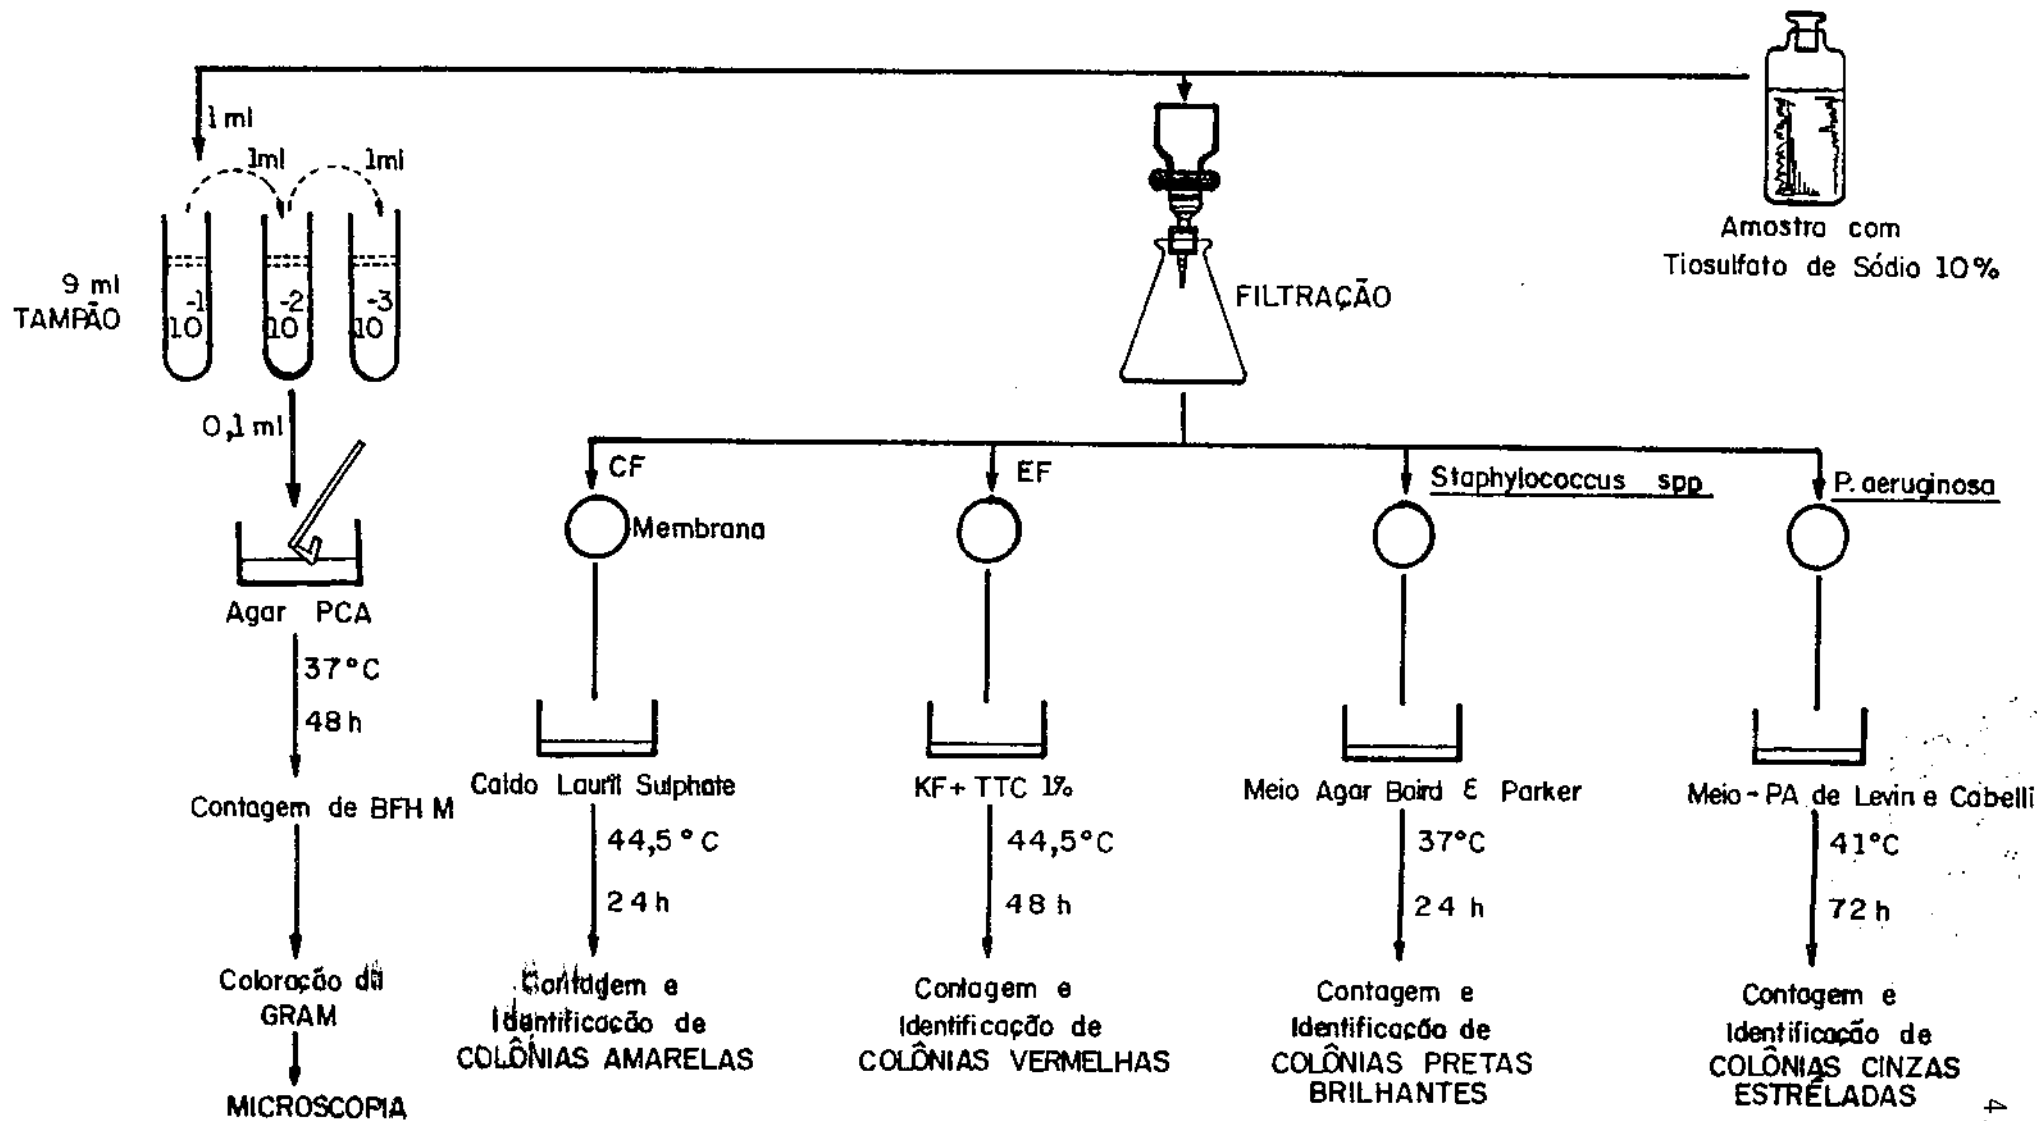 1 ml
1ml
1ml
9 ml
TAMPÃO
10 -1
10 -2
10 -3
0,1 ml
Agar PCA
37°C
48 h
Contagem de BFHM
Coloração de
GRAM
MICROSCOPIA
FILTRAÇÃO
Amostra com
Tiosulfato de Sódio 10%
CF
Membrana
Caldo Lauril Sulphate
44,5°C
24 h
Contagem e
Identificação de
COLÔNIAS AMARELAS
EF
KF + TTC 1%
44,5°C
48 h
Contagem e
Identificação de
COLÔNIAS VERMELHAS
Staphylococcus spp
Meio Agar Baird & Parker
37°C
24 h
Contagem e
Identificação de
COLÔNIAS PRETAS
BRILHANTES
P. aeruginosa
Meio-PA de Levin e Cabelli
41°C
72 h
Contagem e
Identificação de
COLÔNIAS CINZAS
ESTRÊLADAS
4